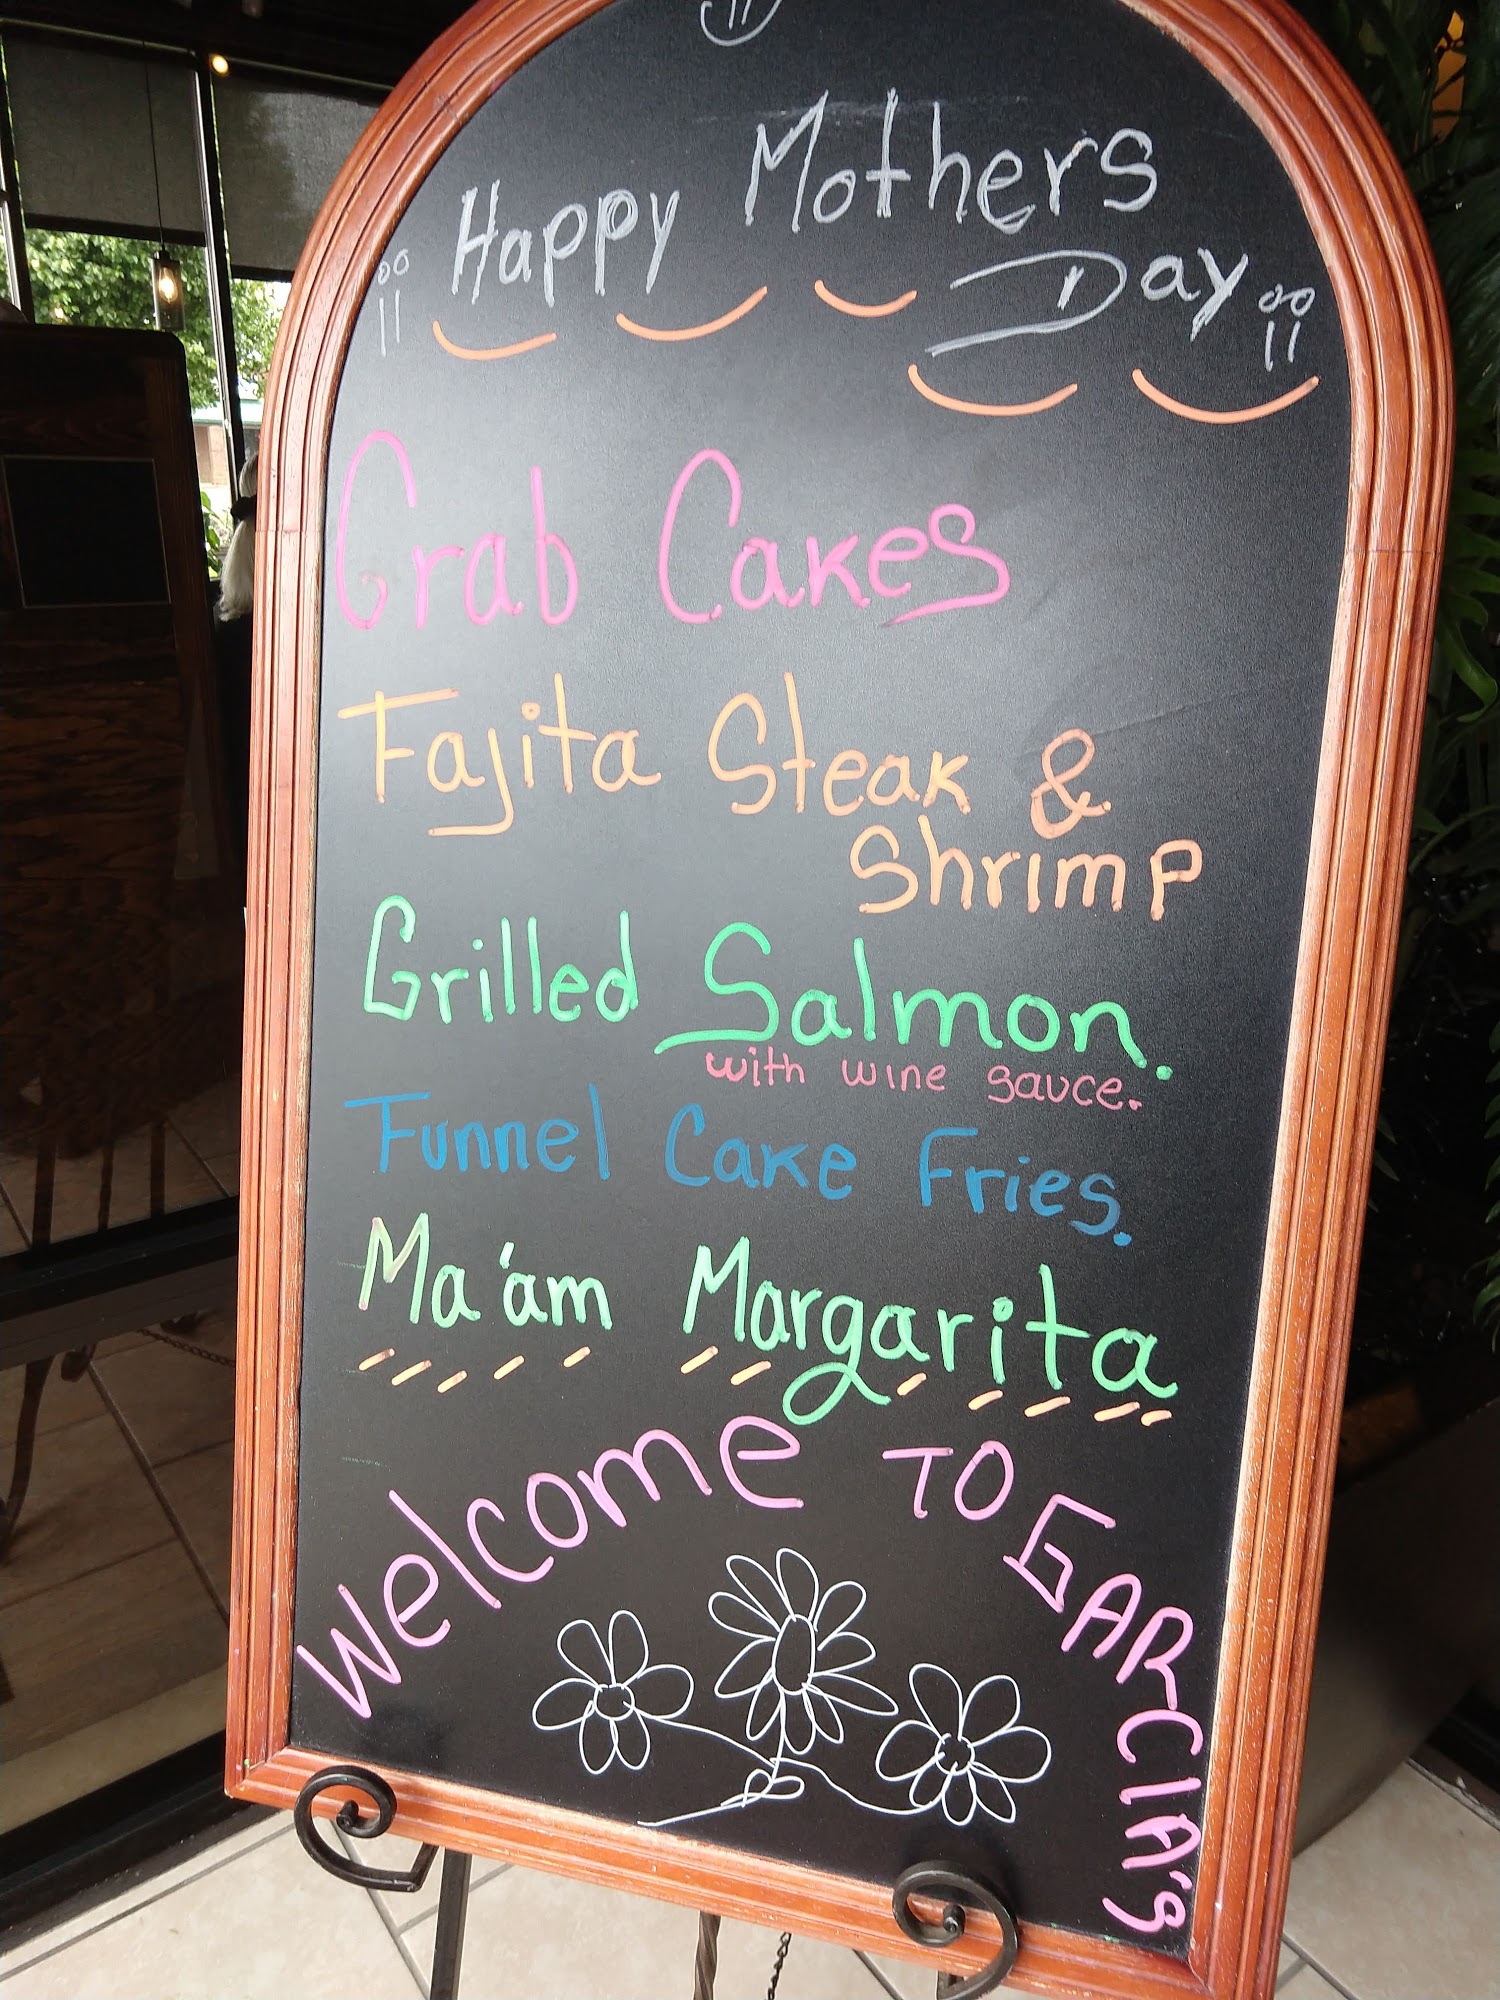 Happy Mothers
Day
Crab Cakes
Fajita Steak &
Shrimp
Grilled Salmon.
with wine sauce.
Funnel Cake Fries.
Ma'am Margarita
Welcome TO GARCIA'S